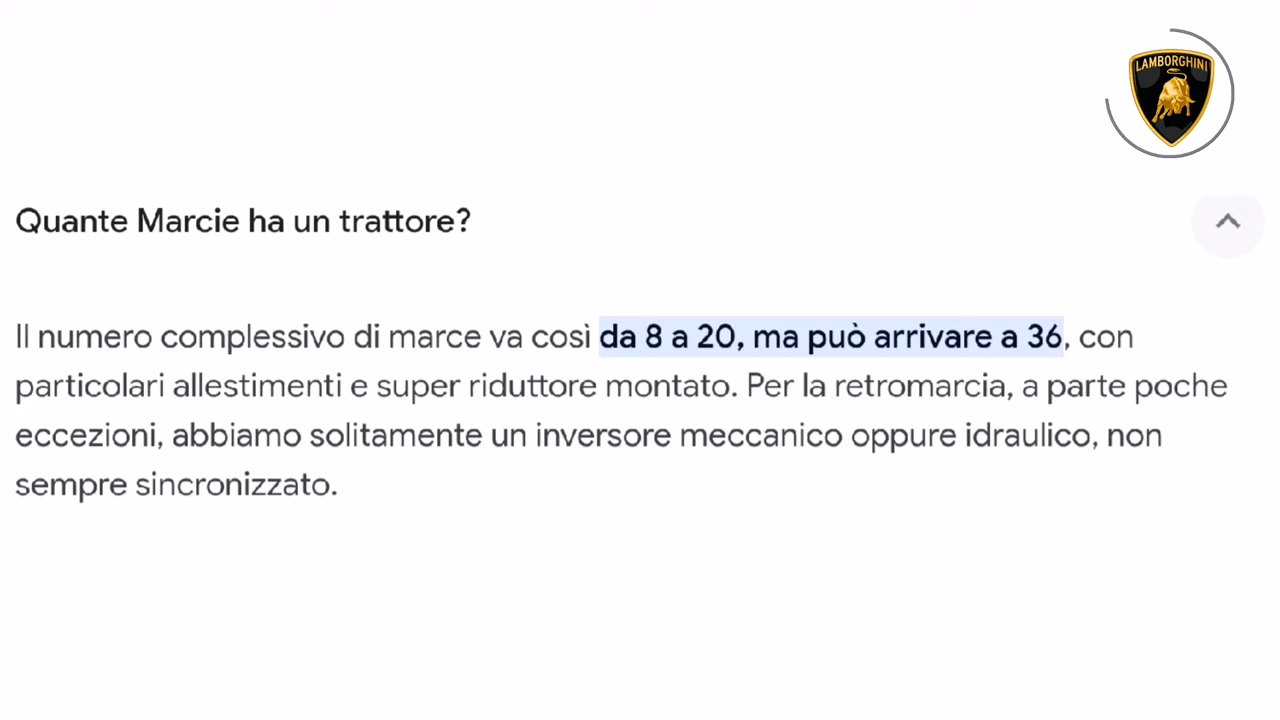 LAMBORGHINI
Quante Marcie ha un trattore?
Il numero complessivo di marce va così da 8 a 20, ma può arrivare a 36, con
particolari allestimenti e super riduttore montato. Per la retromarcia, a parte poche
eccezioni, abbiamo solitamente un inversore meccanico oppure idraulico, non
sempre sincronizzato.